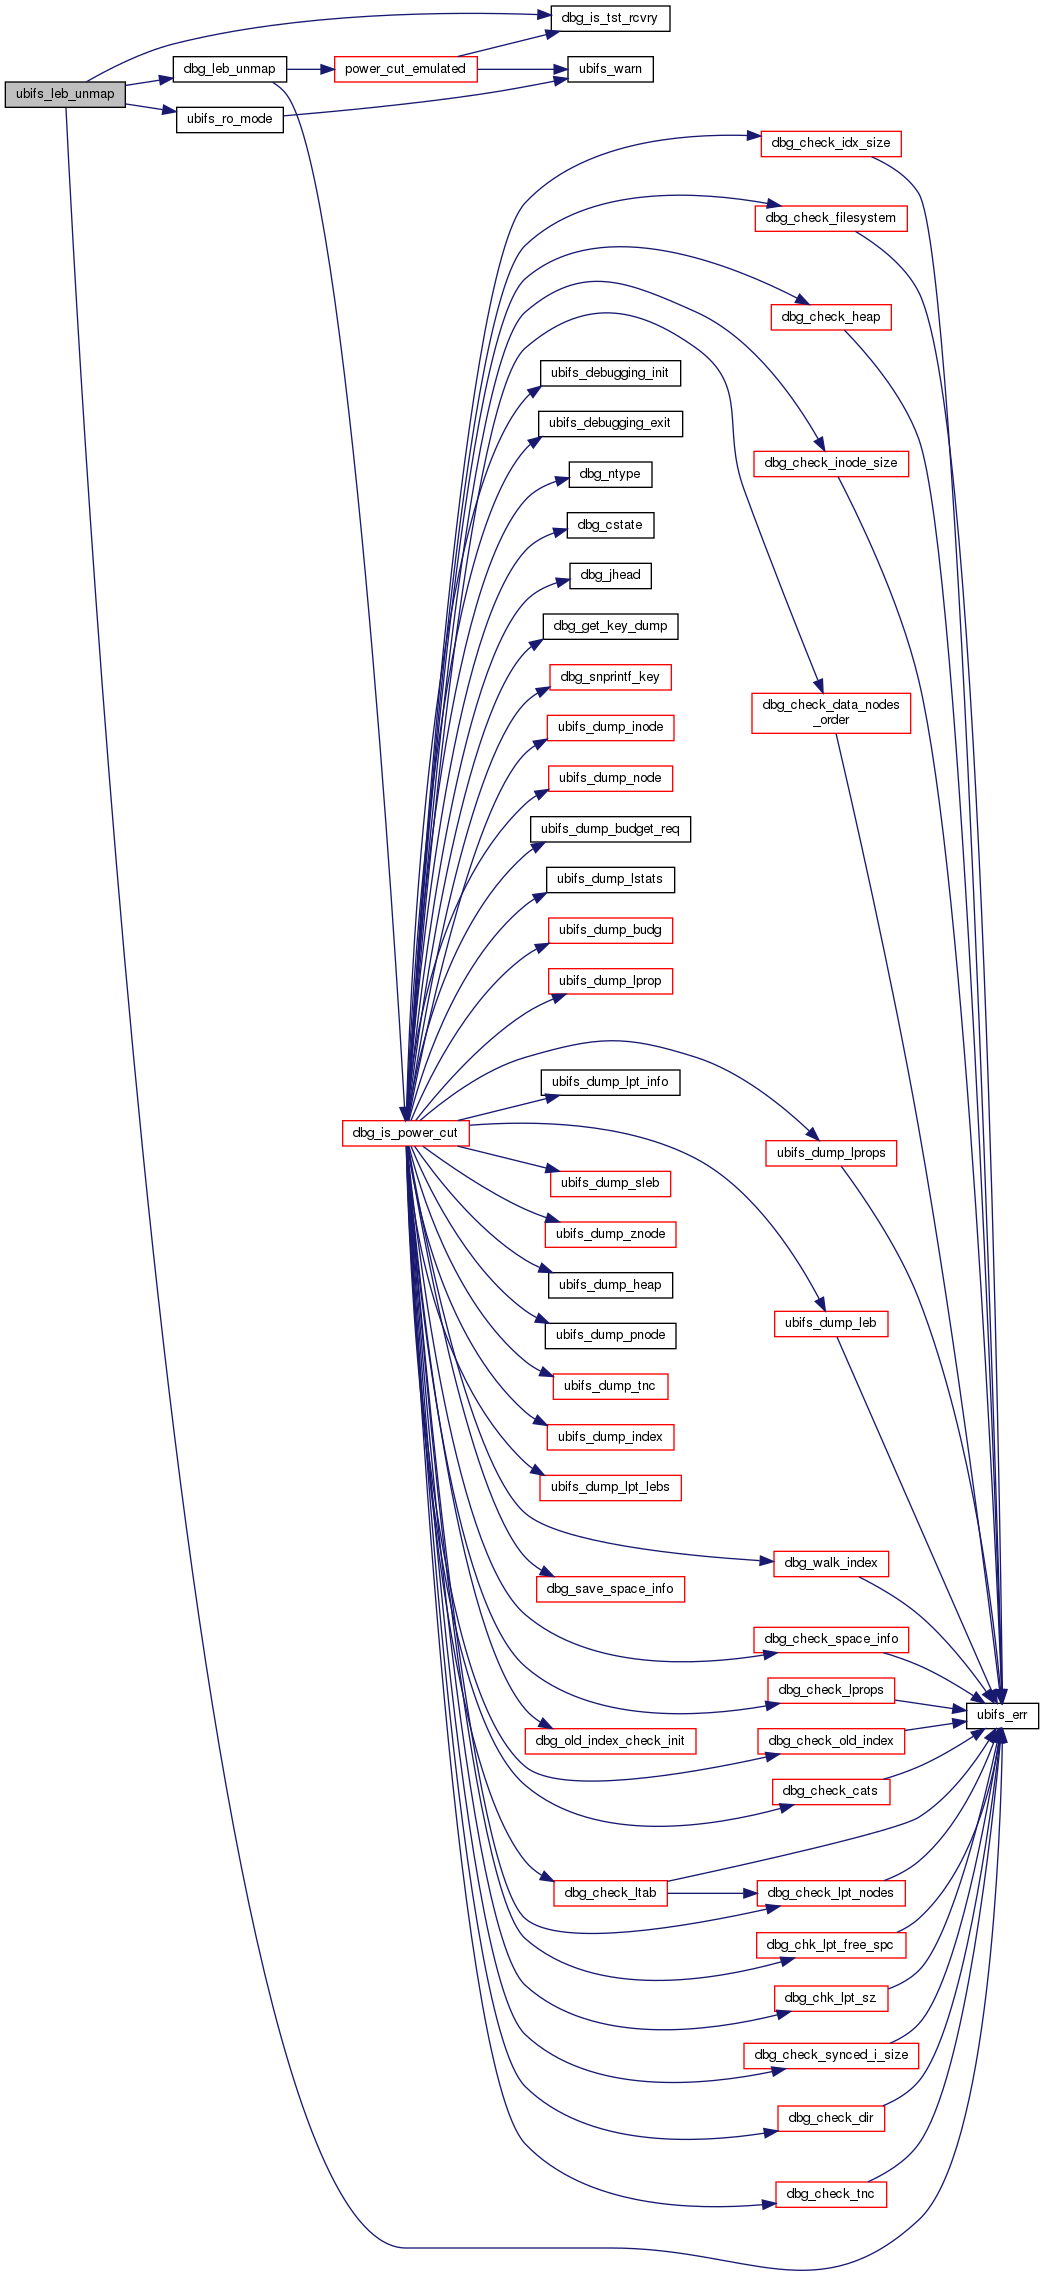 dbg_is_tst_rcvry
dbg_leb_unmap
power_cut_emulated
ubifs_warn
ubifs_leb_unmap
ubifs_ro_mode
dbg_check_idx_size
dbg_check_filesystem
dbg_check_heap
ubifs_debugging_init
ubifs_debugging_exit
dbg_check_inode_size
dbg_ntype
dbg_cstate
dbg_jhead
dbg_get_key_dump
dbg_snprintf_key
dbg_check_data_nodes
_order
ubifs_dump_inode
ubifs_dump_node
ubifs_dump_budget_req
ubifs_dump_lstats
ubifs_dump_budg
ubifs_dump_lprop
ubifs_dump_lpt_info
dbg_is_power_cut
ubifs_dump_lprops
ubifs_dump_sleb
ubifs_dump_znode
ubifs_dump_heap
ubifs_dump_leb
ubifs_dump_pnode
ubifs_dump_tnc
ubifs_dump_index
ubifs_dump_lpt_lebs
dbg_walk_index
dbg_save_space_info
dbg_check_space_info
dbg_check_lprops
ubifs_err
dbg_old_index_check_init
dbg_check_old_index
dbg_check_cats
dbg_check_ltab
dbg_check_lpt_nodes
dbg_chk_lpt_free_spc
dbg_chk_lpt_sz
dbg_check_synced_i_size
dbg_check_dir
dbg_check_tnc